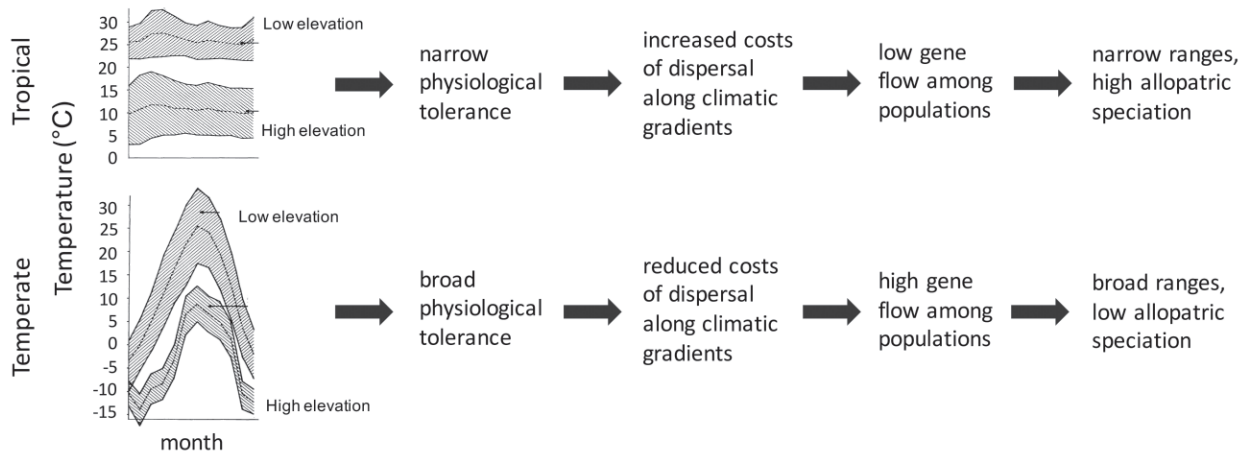 Tropical
Temperate
Temperature (°C)
30
25
20
15
10
5
0
Low elevation
High elevation
narrow
physiological
tolerance
increased costs
of dispersal
along climatic
gradients
low gene
flow among
populations
narrow ranges,
high allopatric
speciation
30
25
20
15
10
5
0
-5
-10
-15
Low elevation
High elevation
month
broad
physiological
tolerance
reduced costs
of dispersal
along climatic
gradients
high gene
flow among
populations
broad ranges,
low allopatric
speciation